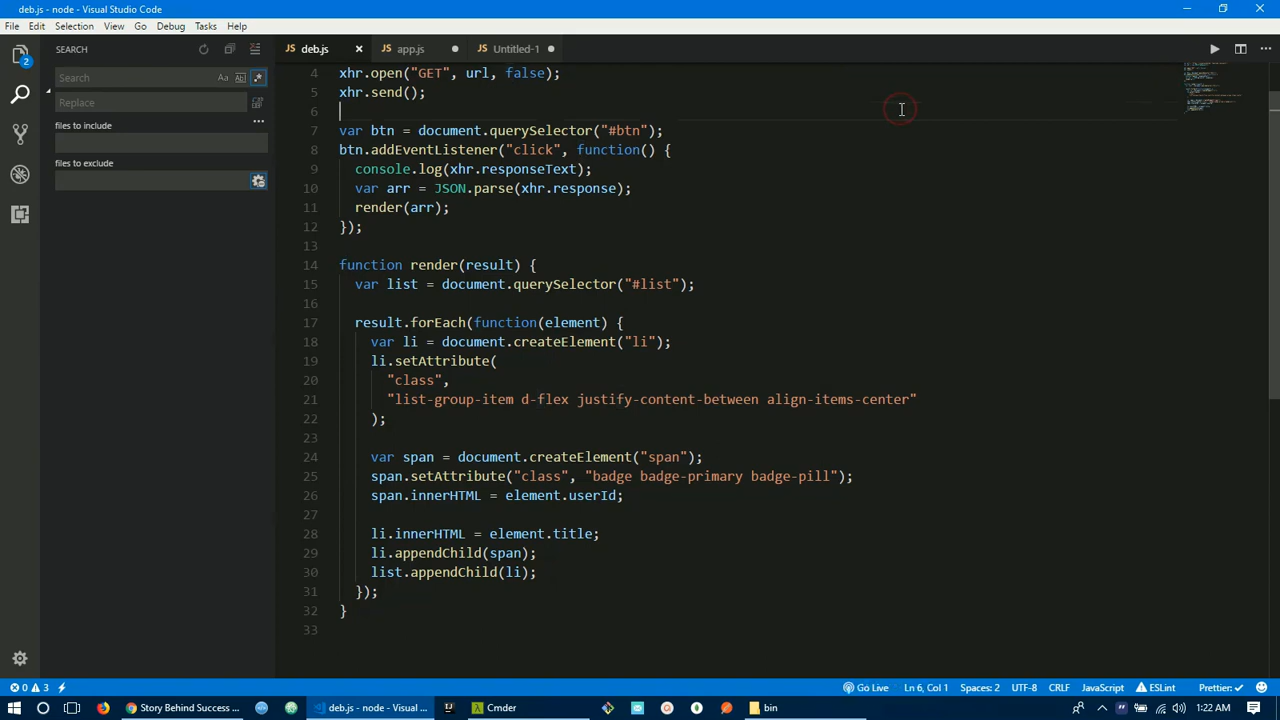 deb.js - node - Visual Studio Code
File Edit Selection View Go Debug Tasks Help
SEARCH
deb.js × app.js Untitled-1
2
Search
Aa Ab|
Replace
files to include
files to exclude
4 xhr.open("GET", url, false);
5 xhr.send();
6
7 var btn = document.querySelector("#btn");
8 btn.addEventListener("click", function() {
9 console.log(xhr.responseText);
10 var arr = JSON.parse(xhr.response);
11 render(arr);
12 });
13
14 function render(result) {
15 var list = document.querySelector("#list");
16
17 result.forEach(function(element) {
18 var li = document.createElement("li");
19 li.setAttribute(
20 "class",
21 "list-group-item d-flex justify-content-between align-items-center"
22 );
23
24 var span = document.createElement("span");
25 span.setAttribute("class", "badge badge-primary badge-pill");
26 span.innerHTML = element.userId;
27
28 li.innerHTML = element.title;
29 li.appendChild(span);
30 list.appendChild(li);
31 });
32 }
33
0 3 Go Live Ln 6, Col 1 Spaces: 2 UTF-8 CRLF JavaScript ESLint Prettier: ✓
Story Behind Success ... deb.js - node - Visual ... Cmder bin 1:22 AM